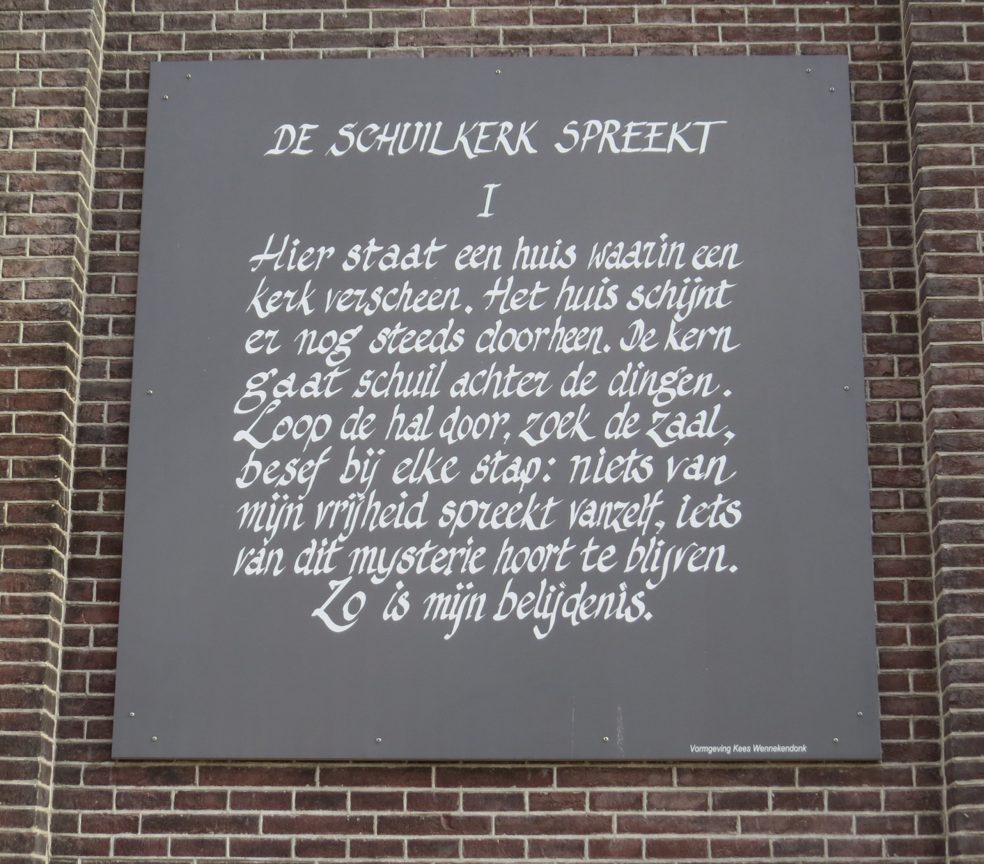 DE SCHUILKERK SPREEKT
I
Hier staat een huis waarin een
kerk verscheen. Het huis schijnt
er nog steeds doorheen. De kern
gaat schuil achter de dingen.
Loop de hal door, zoek de zaal,
besef bij elke stap: niets van
mijn vrijheid spreekt vanzelf, iets
van dit mysterie hoort te blijven.
Zo is mijn belijdenis.
Vormgeving Kees Wennekendonk